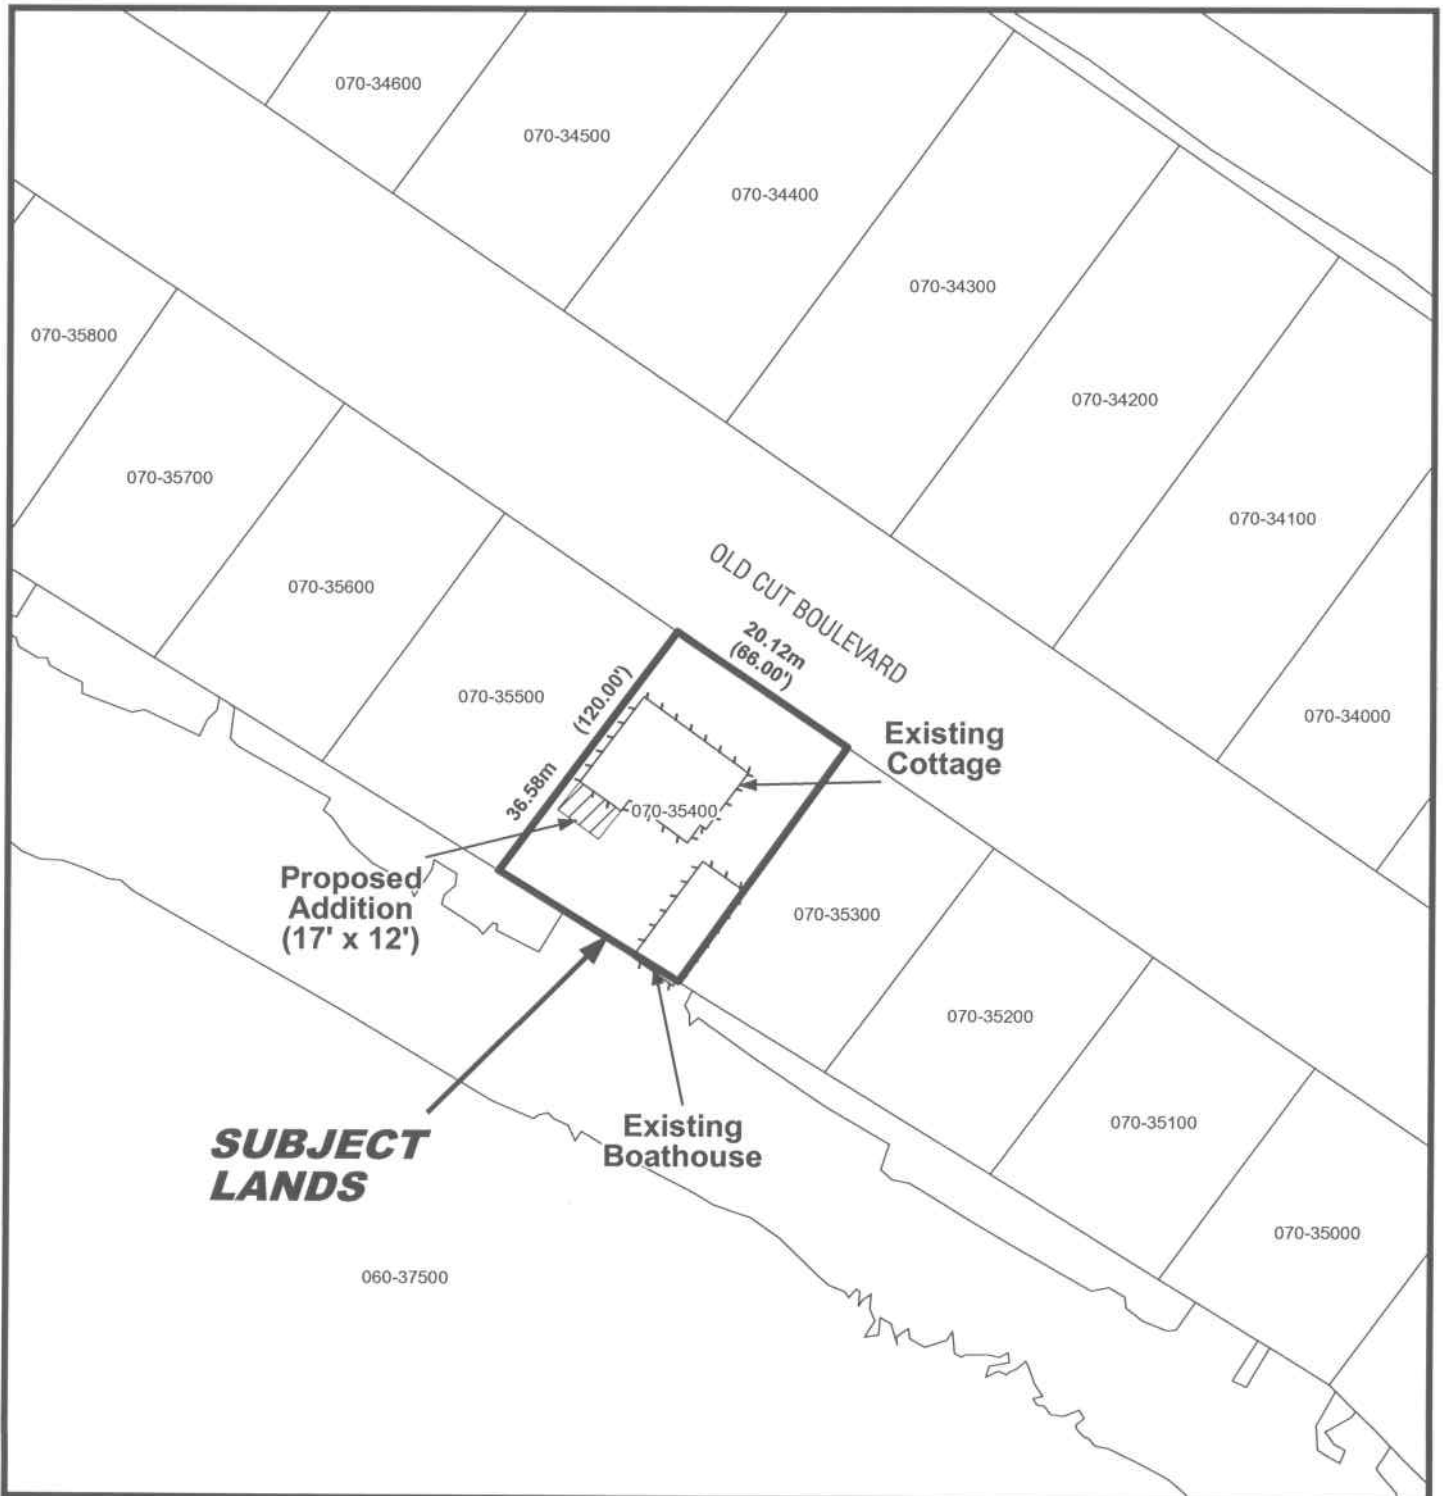 070-34600
070-34500
070-34400
070-34300
070-35800
070-34200
070-35700
070-34100
070-35600
OLD CUT BOULEVARD
20.12m
(66.00')
070-35500
(120.00')
36.58m
070-34000
Existing
Cottage
070-35400
Proposed
Addition
(17' x 12')
070-35300
070-35200
070-35100
Existing
Boathouse
SUBJECT
LANDS
070-35000
060-37500